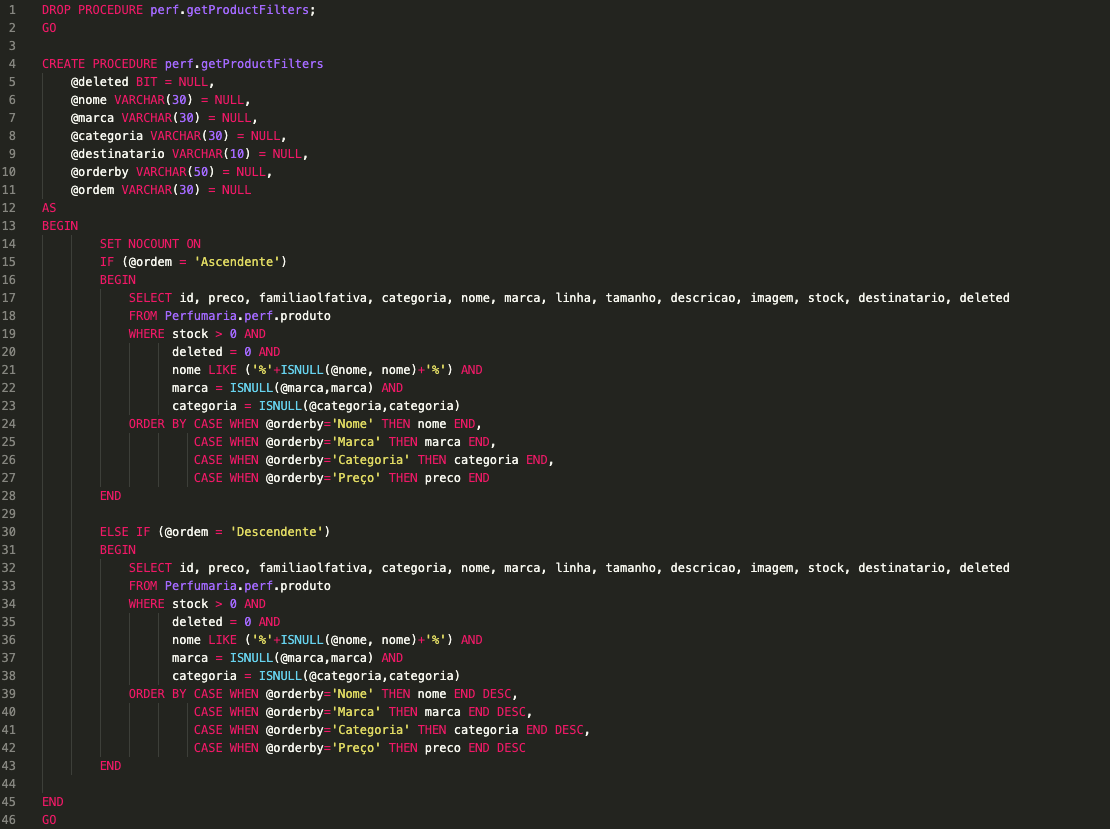 1 DROP PROCEDURE perf.getProductFilters;
2 GO
3
4 CREATE PROCEDURE perf.getProductFilters
5 @deleted BIT = NULL,
6 @nome VARCHAR(30) = NULL,
7 @marca VARCHAR(30) = NULL,
8 @categoria VARCHAR(30) = NULL,
9 @destinatario VARCHAR(10) = NULL,
10 @orderby VARCHAR(50) = NULL,
11 @ordem VARCHAR(30) = NULL
12 AS
13 BEGIN
14 SET NOCOUNT ON
15 IF (@ordem = 'Ascendente')
16 BEGIN
17 SELECT id, preco, familiaolfativa, categoria, nome, marca, linha, tamanho, descricao, imagem, stock, destinatario, deleted
18 FROM Perfumaria.perf.produto
19 WHERE stock > 0 AND
20 deleted = 0 AND
21 nome LIKE ('%'+ISNULL(@nome, nome)+'%') AND
22 marca = ISNULL(@marca,marca) AND
23 categoria = ISNULL(@categoria,categoria)
24 ORDER BY CASE WHEN @orderby='Nome' THEN nome END,
25 CASE WHEN @orderby='Marca' THEN marca END,
26 CASE WHEN @orderby='Categoria' THEN categoria END,
27 CASE WHEN @orderby='Preço' THEN preco END
28 END
29
30 ELSE IF (@ordem = 'Descendente')
31 BEGIN
32 SELECT id, preco, familiaolfativa, categoria, nome, marca, linha, tamanho, descricao, imagem, stock, destinatario, deleted
33 FROM Perfumaria.perf.produto
34 WHERE stock > 0 AND
35 deleted = 0 AND
36 nome LIKE ('%'+ISNULL(@nome, nome)+'%') AND
37 marca = ISNULL(@marca,marca) AND
38 categoria = ISNULL(@categoria,categoria)
39 ORDER BY CASE WHEN @orderby='Nome' THEN nome END DESC,
40 CASE WHEN @orderby='Marca' THEN marca END DESC,
41 CASE WHEN @orderby='Categoria' THEN categoria END DESC,
42 CASE WHEN @orderby='Preço' THEN preco END DESC
43 END
44
45 END
46 GO